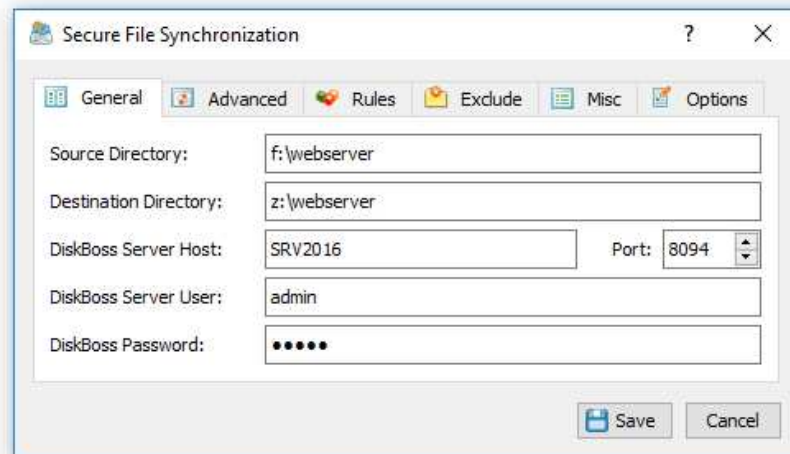 Secure File Synchronization ?
General Advanced Rules Exclude Misc Options
Source Directory: f:\webserver
Destination Directory: z:\webserver
DiskBoss Server Host: SRV2016 Port: 8094
DiskBoss Server User: admin
DiskBoss Password: •••••
Save Cancel